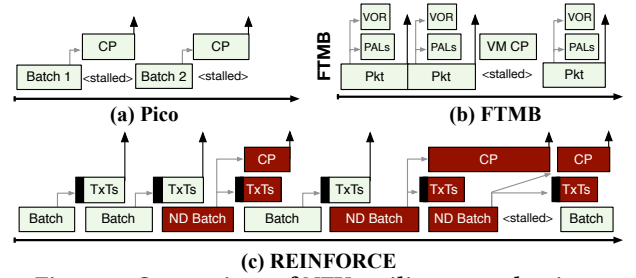 CP CP
Batch 1 <stalled> Batch 2 <stalled>
(a) Pico
VOR VOR VOR
PALs PALs VM CP PALs
FTMB
Pkt Pkt <stalled> Pkt
(b) FTMB
CP CP CP
TxTs TxTs TxTs TxTs TxTs TxTs
Batch Batch ND Batch Batch ND Batch ND Batch <stalled> Batch
(c) REINFORCE